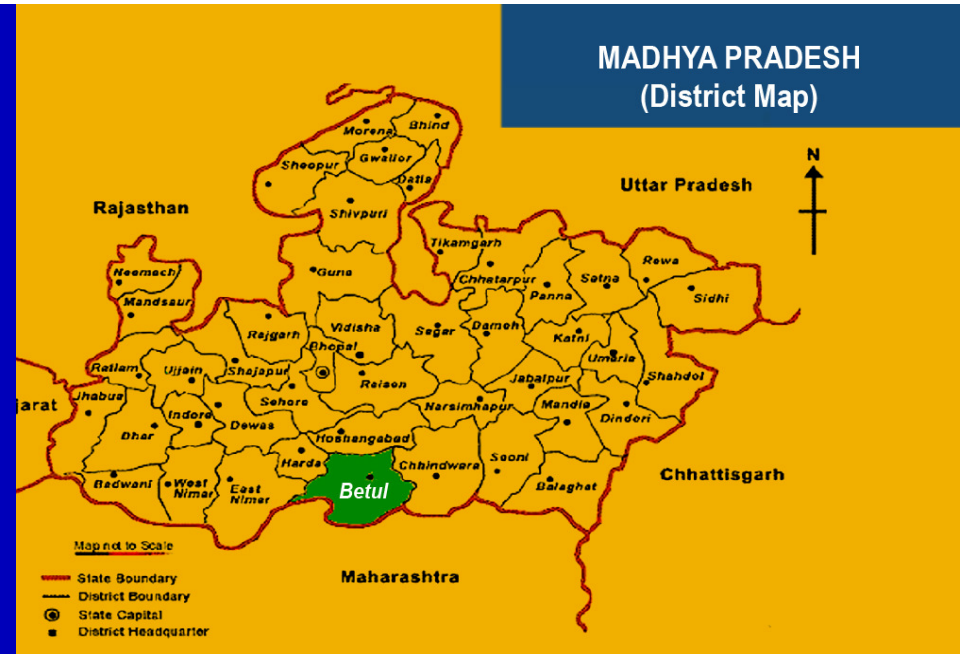 MADHYA PRADESH
(District Map)
N
Uttar Pradesh
Rajasthan
Bhind
Morena
Gwalior
Sheopur
Datia
Shivpuri
Tikamgarh
Rewa
Neemach
Guna
Chhatarpur
Satna
Panna
Sidhi
Mandsaur
Rajgarh
Vidisha
Sagar
Damoh
Katni
Bhopal
Umaria
Ratlam
Ujjain
Shajapur
Raisen
Jabalpur
Shahdol
Jhabua
Sehore
Narsimhapur
Mandla
jarat
Indore
Dewas
Dindori
Dhar
Hoshangabad
Harda
Chhindwara
Seoni
Chhattisgarh
Badwani
West
Nimar
East
Nimar
Betul
Balaghat
Map not to Scale
Maharashtra
State Boundary
District Boundary
State Capital
District Headquarter